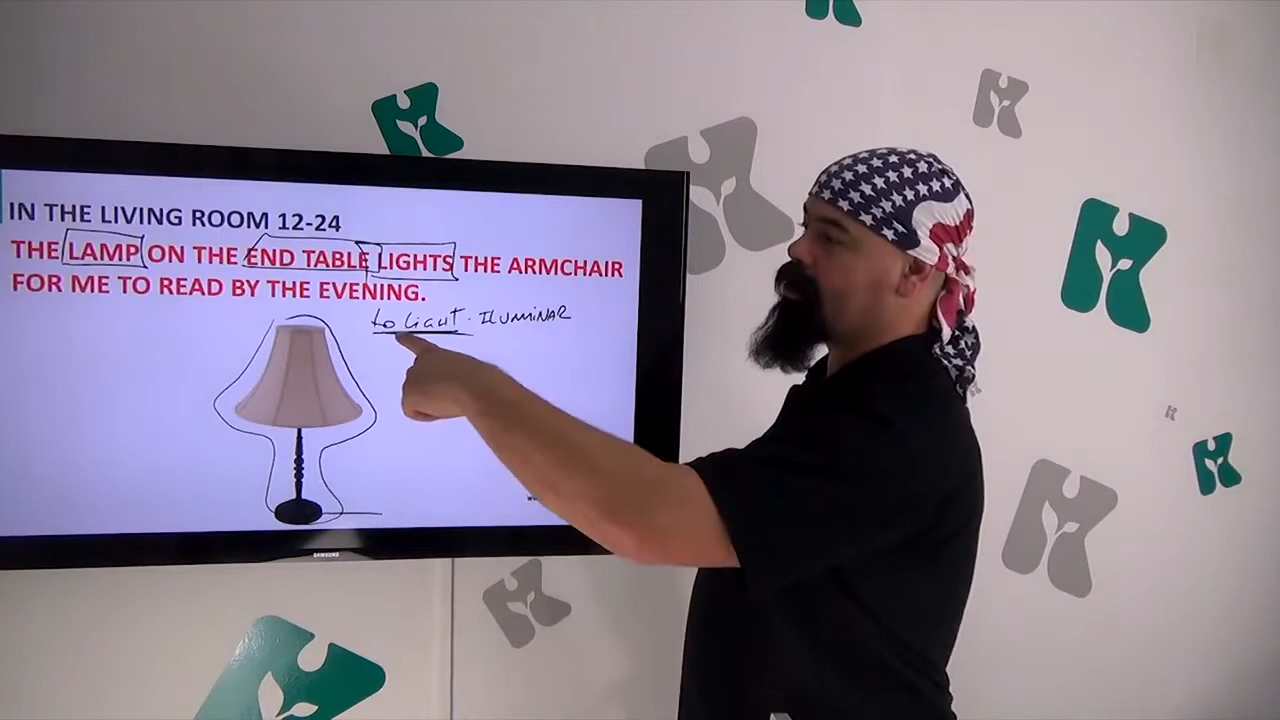 IN THE LIVING ROOM 12-24
THE LAMP ON THE END TABLE LIGHTS THE ARMCHAIR
FOR ME TO READ BY THE EVENING.
to Light. ILUMINAR
SAMSUNG